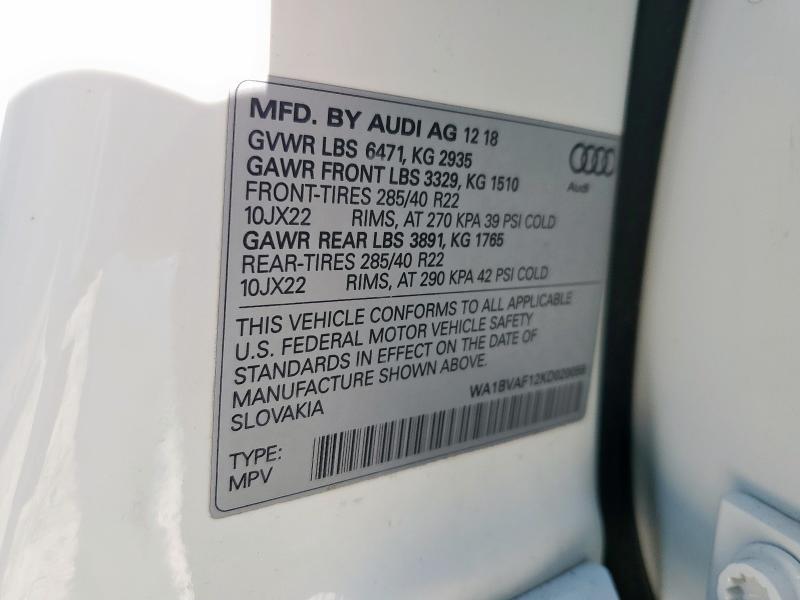 MFD. BY AUDI AG 12 18
GVWR LBS 6471, KG 2935
GAWR FRONT LBS 3329, KG 1510
FRONT-TIRES 285/40 R22
10JX22 RIMS, AT 270 KPA 39 PSI COLD
GAWR REAR LBS 3891, KG 1765
REAR-TIRES 285/40 R22
10JX22 RIMS, AT 290 KPA 42 PSI COLD
Audi
THIS VEHICLE CONFORMS TO ALL APPLICABLE
U.S. FEDERAL MOTOR VEHICLE SAFETY
STANDARDS IN EFFECT ON THE DATE OF
MANUFACTURE SHOWN ABOVE.
SLOVAKIA
TYPE:
MPV